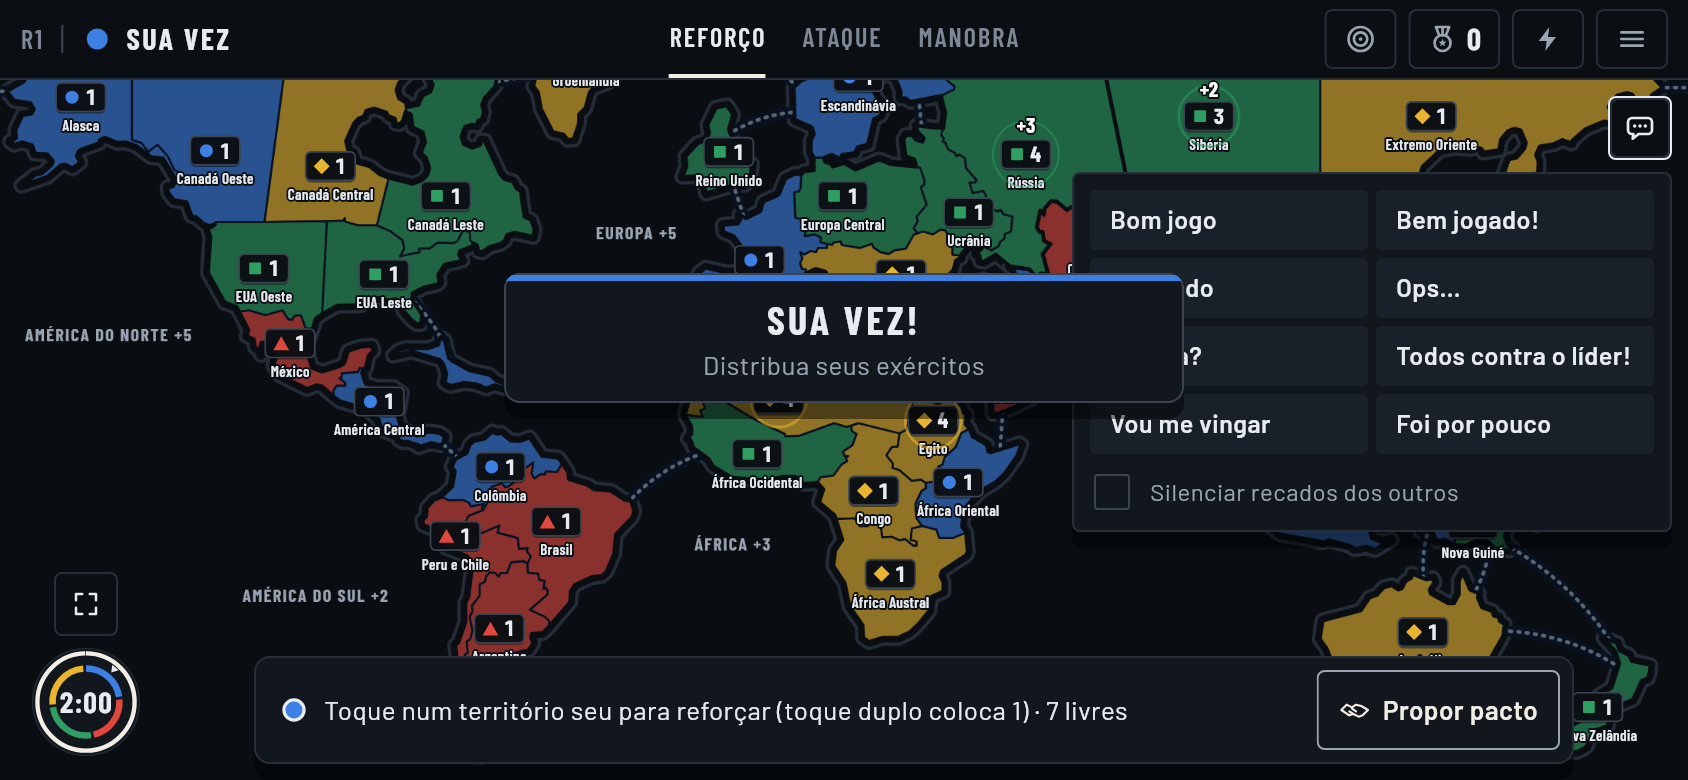 R1
SUA VEZ
REFORÇO
ATAQUE
MANOBRA
0
Groenlândia
1
Alasca
1
Canadá Oeste
1
Canadá Central
1
Canadá Leste
1
EUA Oeste
1
EUA Leste
AMÉRICA DO NORTE +5
1
México
1
América Central
1
Colômbia
1
Peru e Chile
1
Brasil
AMÉRICA DO SUL +2
1
Argentina
Escandinávia
1
Reino Unido
EUROPA +5
1
Europa Central
1
Ucrânia
1
1
+3
4
Rússia
+2
3
Sibéria
1
Extremo Oriente
SUA VEZ!
Distribua seus exércitos
Bom jogo
Bem jogado!
do
Ops...
a?
Todos contra o líder!
Vou me vingar
Foi por pouco
Silenciar recados dos outros
4
Egito
1
África Ocidental
1
Congo
1
África Oriental
ÁFRICA +3
1
África Austral
Nova Guiné
1
1
va Zelândia
2:00
Toque num território seu para reforçar (toque duplo coloca 1) · 7 livres
Propor pacto